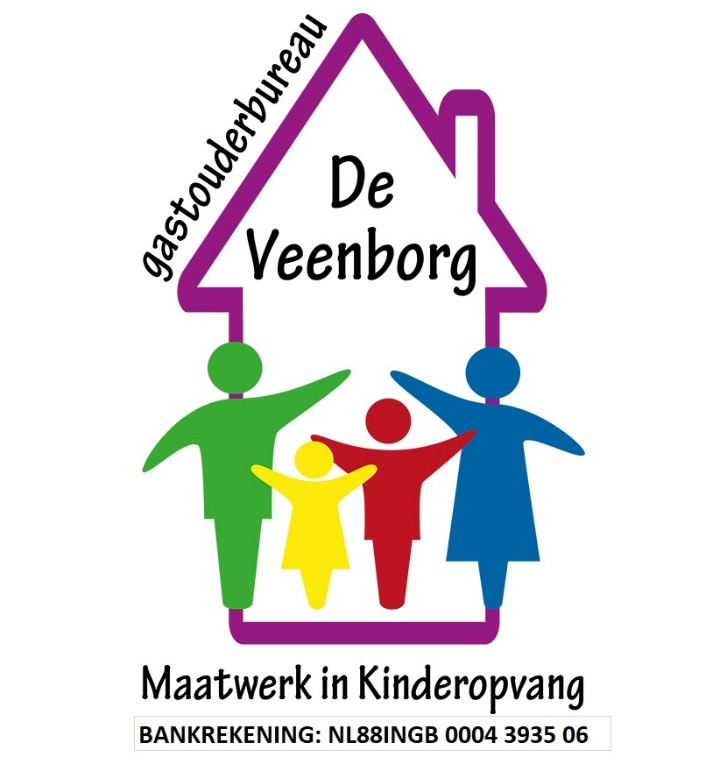 gastouderbureau
De
Veenborg
Maatwerk in Kinderopvang
BANKREKENING: NL88INGB 0004 3935 06